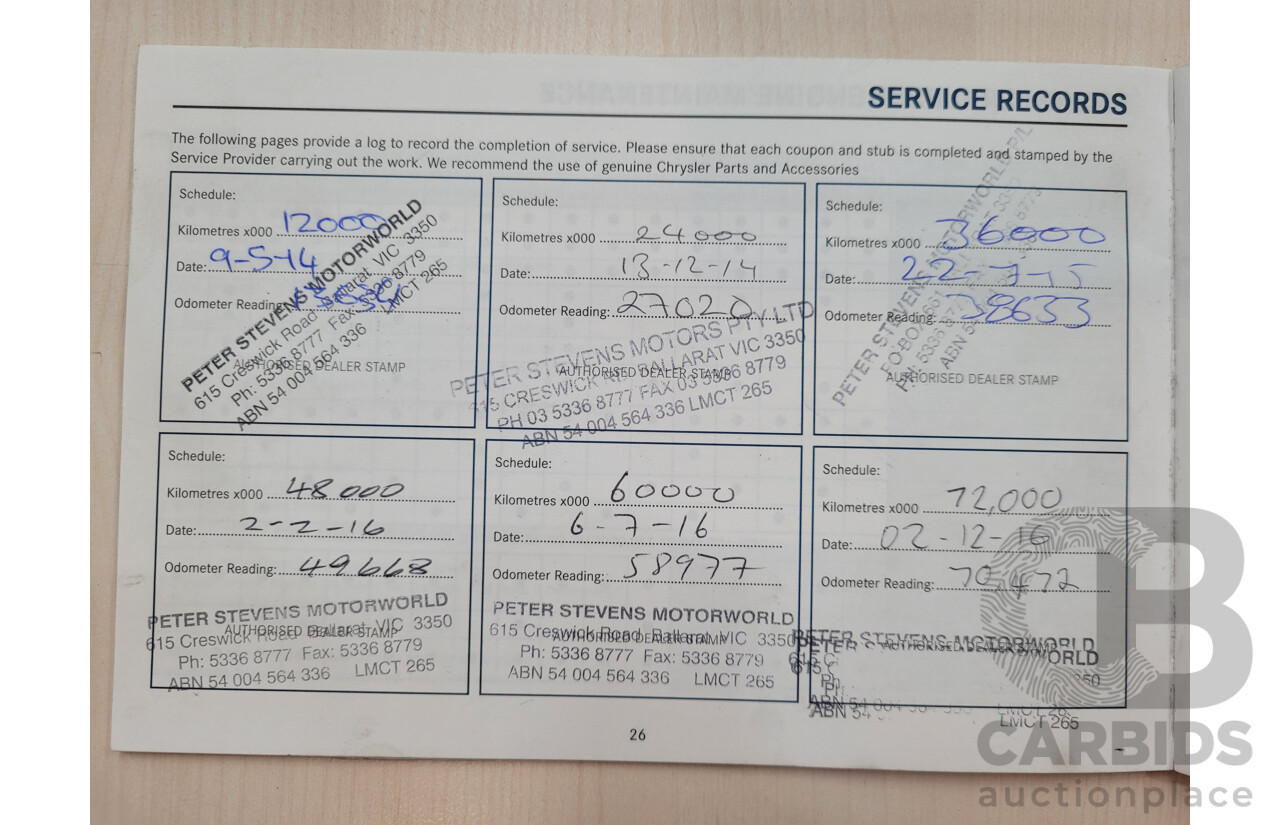 SERVICE RECORDS
The following pages provide a log to record the completion of service. Please ensure that each coupon and stub is completed and stamped by the
Service Provider carrying out the work. We recommend the use of genuine Chrysler Parts and Accessories
Schedule:
Kilometres x000 12000
Date: 9-5-14
Odometer Reading:
AUTHORISED DEALER STAMP
PETER STEVENS MOTORWORLD
615 Creswick Road Ballarat VIC 3350
Ph: 5336 8777 Fax: 5336 8779
ABN 54 004 564 336 LMCT 265
Schedule:
Kilometres x000 24000
Date: 13-12-14
Odometer Reading: 27020
AUTHORISED DEALER STAMP
PETER STEVENS MOTORS PTY LTD
615 CRESWICK RD BALLARAT VIC 3350
PH 03 5336 8777 FAX 03 5336 8779
ABN 54 004 564 336 LMCT 265
Schedule:
Kilometres x000 36000
Date: 22-7-15
Odometer Reading: 38633
AUTHORISED DEALER STAMP
PETER STEVENS MOTORWORLD P/L
Schedule:
Kilometres x000 48000
Date: 2-2-16
Odometer Reading: 49668
AUTHORISED DEALER STAMP
PETER STEVENS MOTORWORLD
615 Creswick Road Ballarat VIC 3350
Ph: 5336 8777 Fax: 5336 8779
ABN 54 004 564 336 LMCT 265
Schedule:
Kilometres x000 60000
Date: 6-7-16
Odometer Reading: 58977
AUTHORISED DEALER STAMP
PETER STEVENS MOTORWORLD
615 Creswick Road Ballarat VIC 3350
Ph: 5336 8777 Fax: 5336 8779
ABN 54 004 564 336 LMCT 265
Schedule:
Kilometres x000 72,000
Date: 02-12-16
Odometer Reading: 70,472
AUTHORISED DEALER STAMP
PETER STEVENS MOTORWORLD
ABN 54
LMCT 265
26
CARBIDS
auctionplace